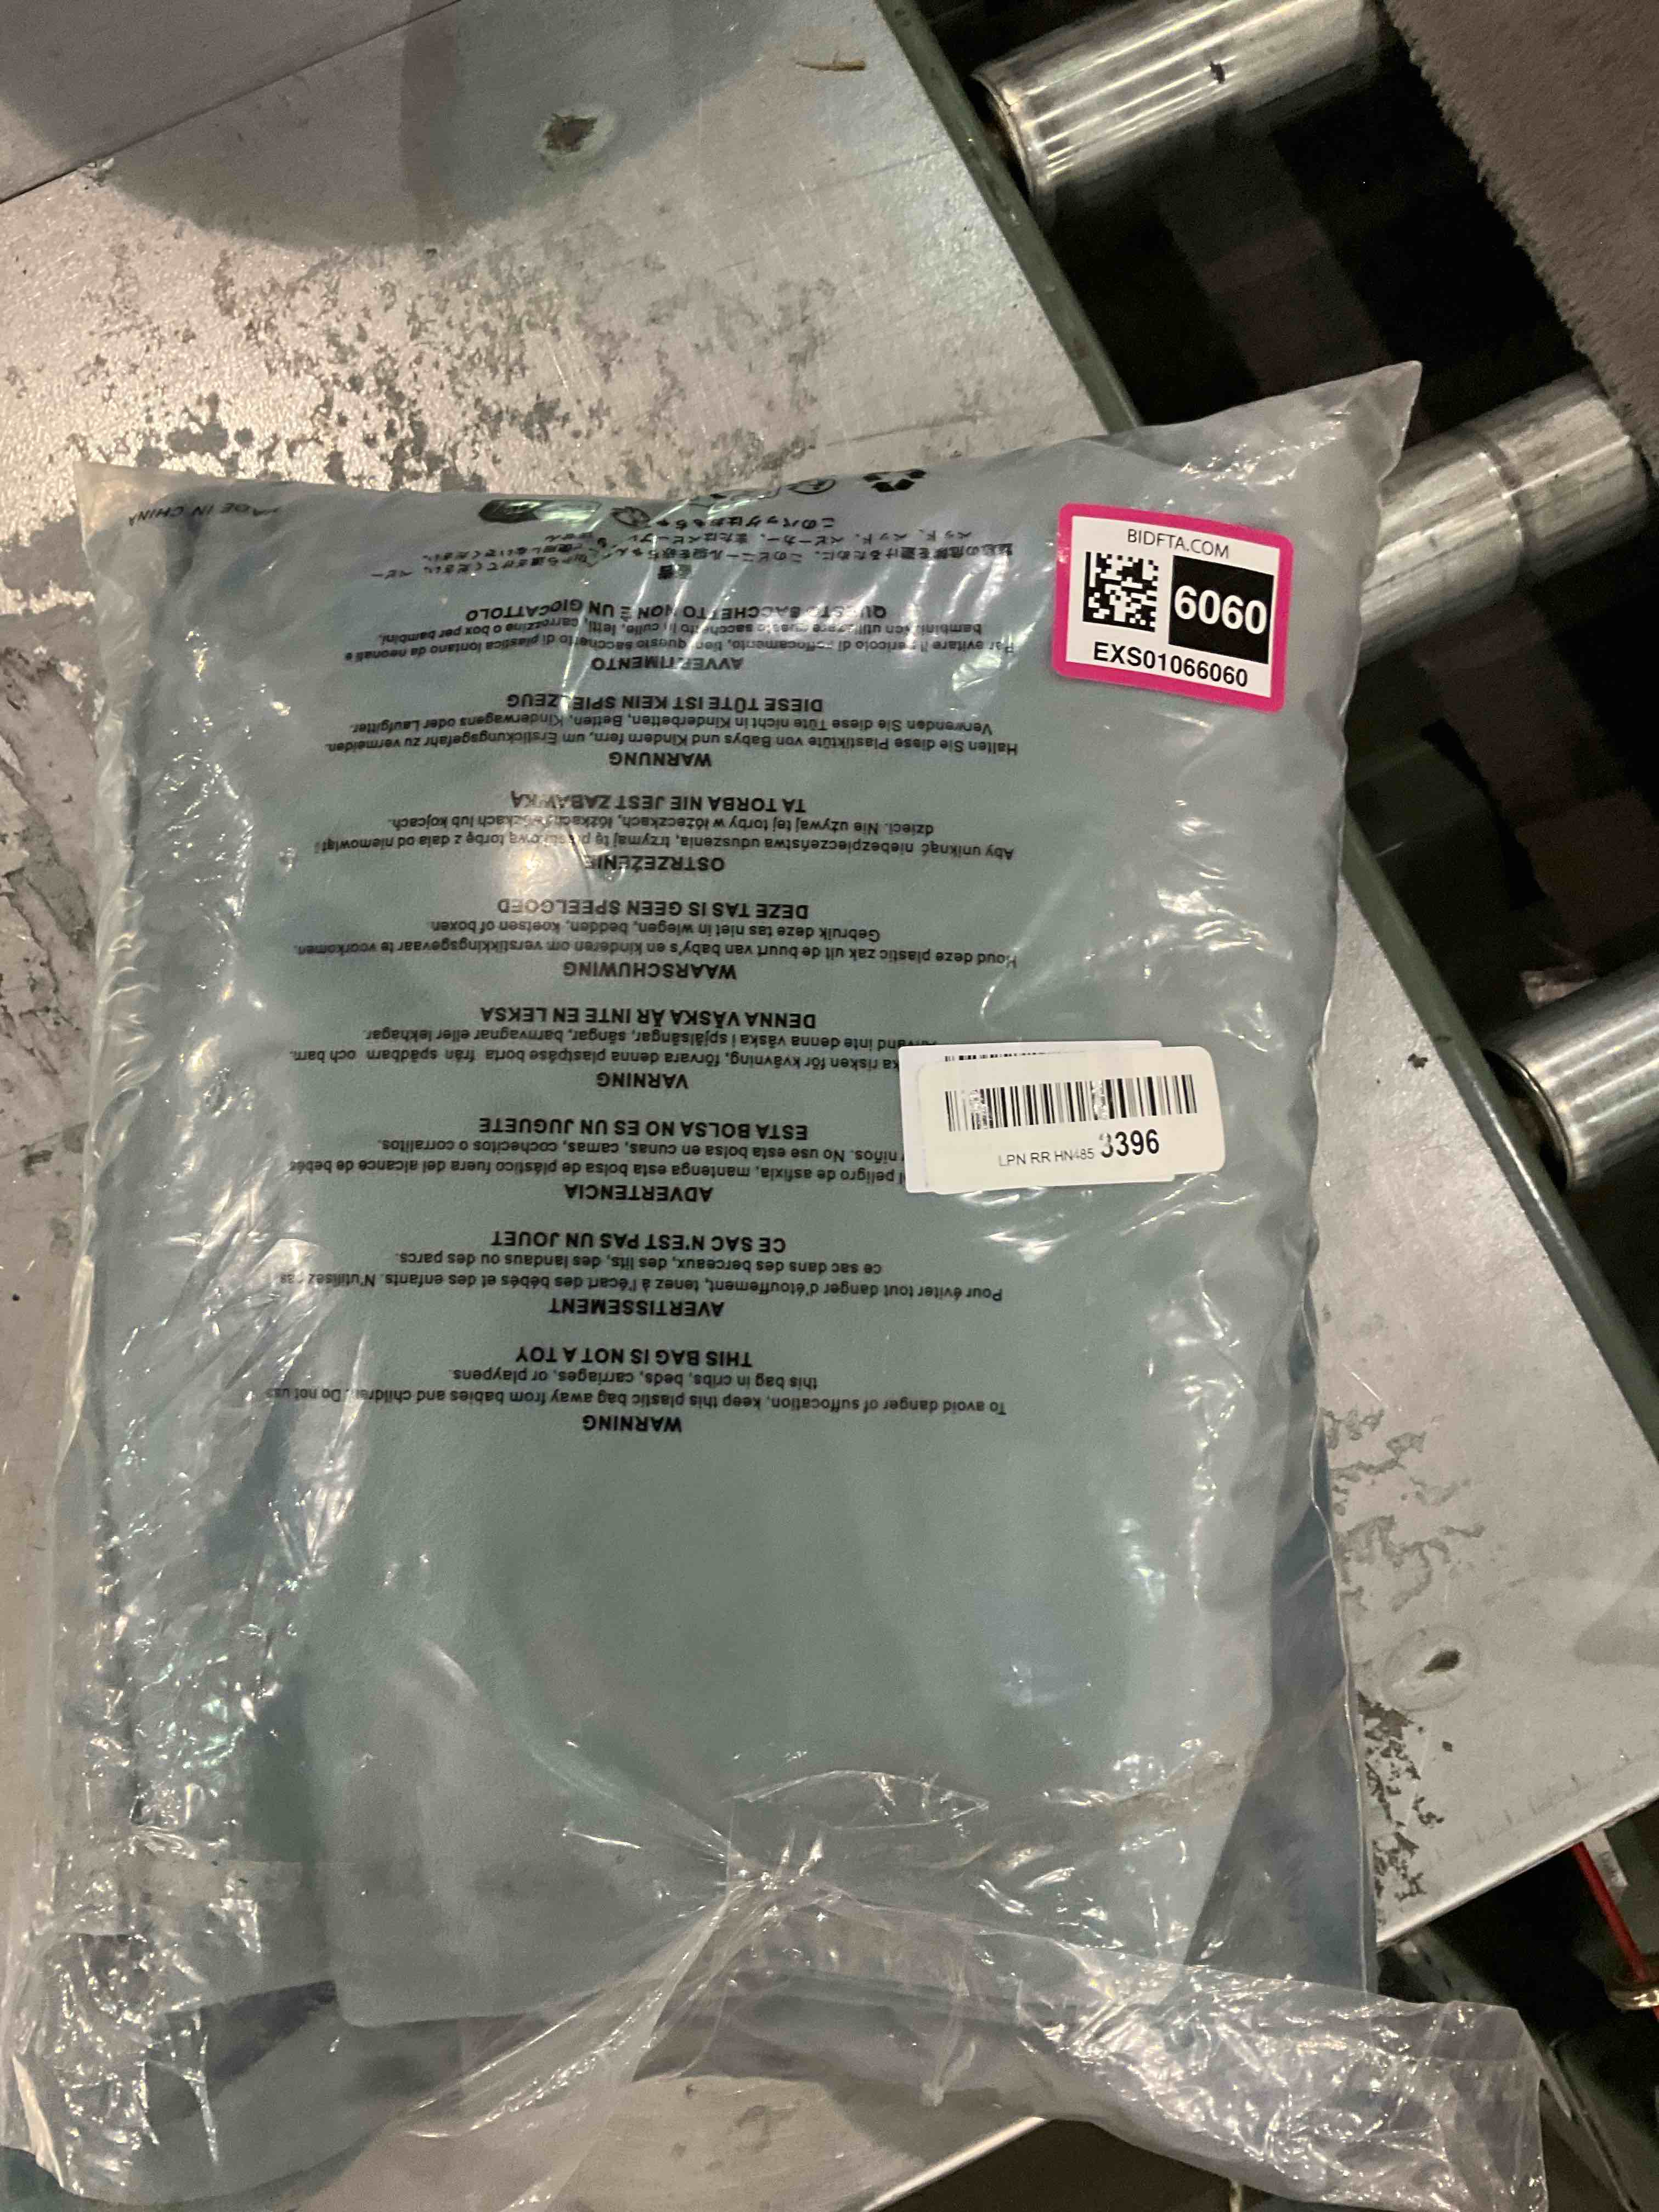 BIDFTA.COM
6060
EXS01066060
LPN RR HN485 3396
WARNING
To avoid danger of suffocation, keep this plastic bag away from babies and children. Do not use
this bag in cribs, beds, carriages, or playpens.
THIS BAG IS NOT A TOY
AVERTISSEMENT
Pour éviter tout danger d'étouffement, tenez à l'écart des bébés et des enfants. N'utilisez pas
ce sac dans des berceaux, des lits, des landaus ou des parcs.
CE SAC N'EST PAS UN JOUET
ADVERTENCIA
peligro de asfixia, mantenga esta bolsa de plástico fuera del alcance de bebés
niños. No use esta bolsa en cunas, camas, cochecitos o corralitos.
ESTA BOLSA NO ES UN JUGUETE
VARNING
risken för kvävning, förvara denna plastpåse borta från spädbarn och barn.
inte denna väska i spjälsängar, sängar, barnvagnar eller lekhagar.
DENNA VÄSKA ÄR INTE EN LEKSA
WAARSCHUWING
Houd deze plastic zak uit de buurt van baby's en kinderen om verstikkingsgevaar te voorkomen.
Gebruik deze tas niet in wiegen, bedden, koetsen of boxen.
DEZE TAS IS GEEN SPEELGOED
OSTRZEŻENIE
Aby uniknąć niebezpieczeństwa uduszenia, trzymaj tę plastikową torbę z dala od niemowląt i
dzieci. Nie używaj tej torby w łóżeczkach, łóżkach, wózkach lub kojcach.
TA TORBA NIE JEST ZABAWKĄ
WARNUNG
Halten Sie diese Plastiktüte von Babys und Kindern fern, um Erstickungsgefahr zu vermeiden.
Verwenden Sie diese Tüte nicht in Kinderbetten, Betten, Kinderwagens oder Laufgitter.
DIESE TÜTE IST KEIN SPIELZEUG
AVVERTIMENTO
Per evitare il pericolo di soffocamento, tieni questo sacchetto di plastica lontano da neonati e
bambini. Non utilizzare questo sacchetto in culle, letti, carrozzine o box per bambini.
QUESTO SACCHETTO NON È UN GIOCATTOLO
警告
このバッグはおもちゃ
MADE IN CHINA